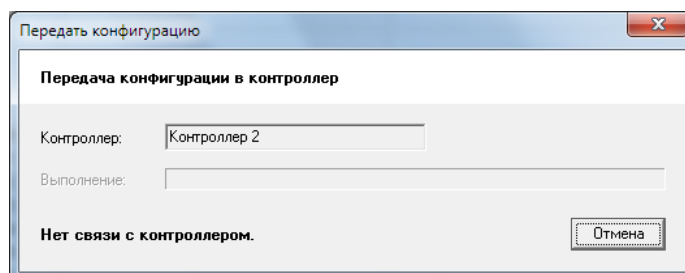 Передать конфигурацию
Передача конфигурации в контроллер
Контроллер: Контроллер 2
Выполнение:
Нет связи с контроллером. Отмена